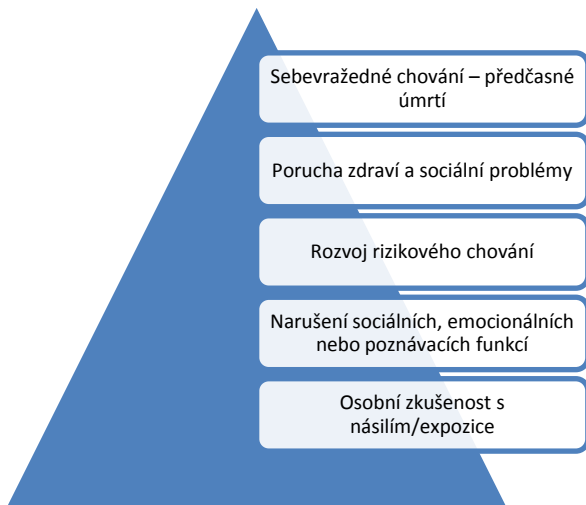 Sebevražedné chování – předčasné
úmrtí
Porucha zdraví a sociální problémy
Rozvoj rizikového chování
Narušení sociálních, emocionálních
nebo poznávacích funkcí
Osobní zkušenost s
násilím/expozice